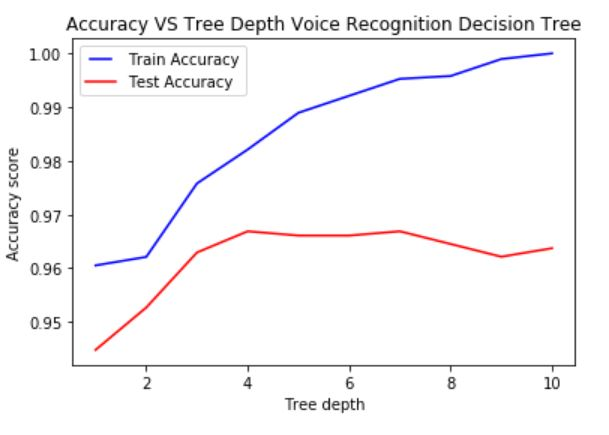 Accuracy VS Tree Depth Voice Recognition Decision Tree
Train Accuracy
Test Accuracy
Accuracy score
1.00
0.99
0.98
0.97
0.96
0.95
2 4 6 8 10
Tree depth